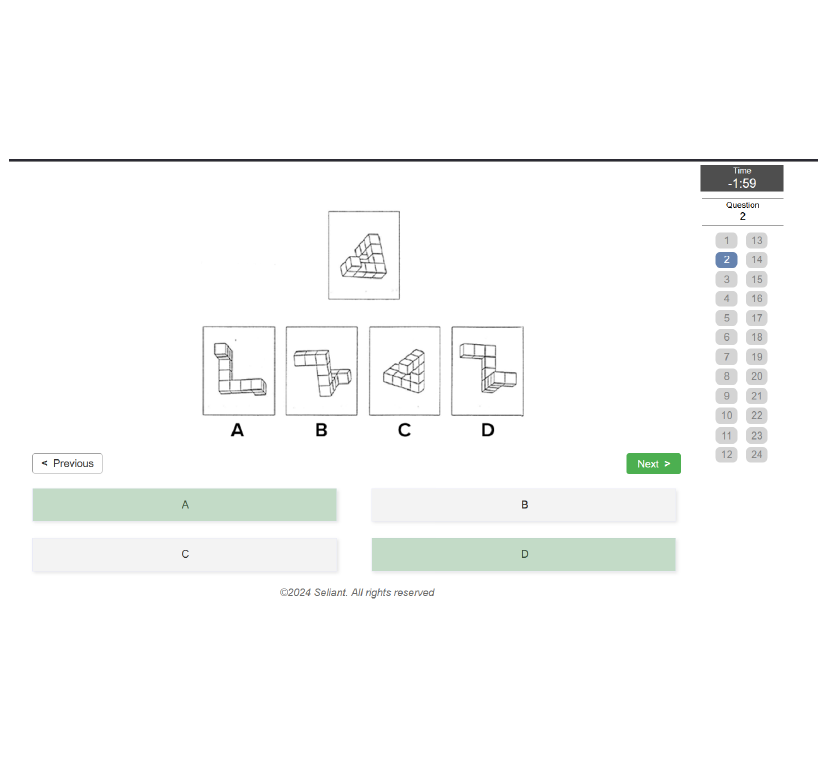 Time
-1:59
Question
2
1 13
2 14
3 15
4 16
5 17
6 18
7 19
8 20
9 21
10 22
11 23
12 24
A B C D
< Previous
Next >
A B
C D
©2024 Seliant. All rights reserved